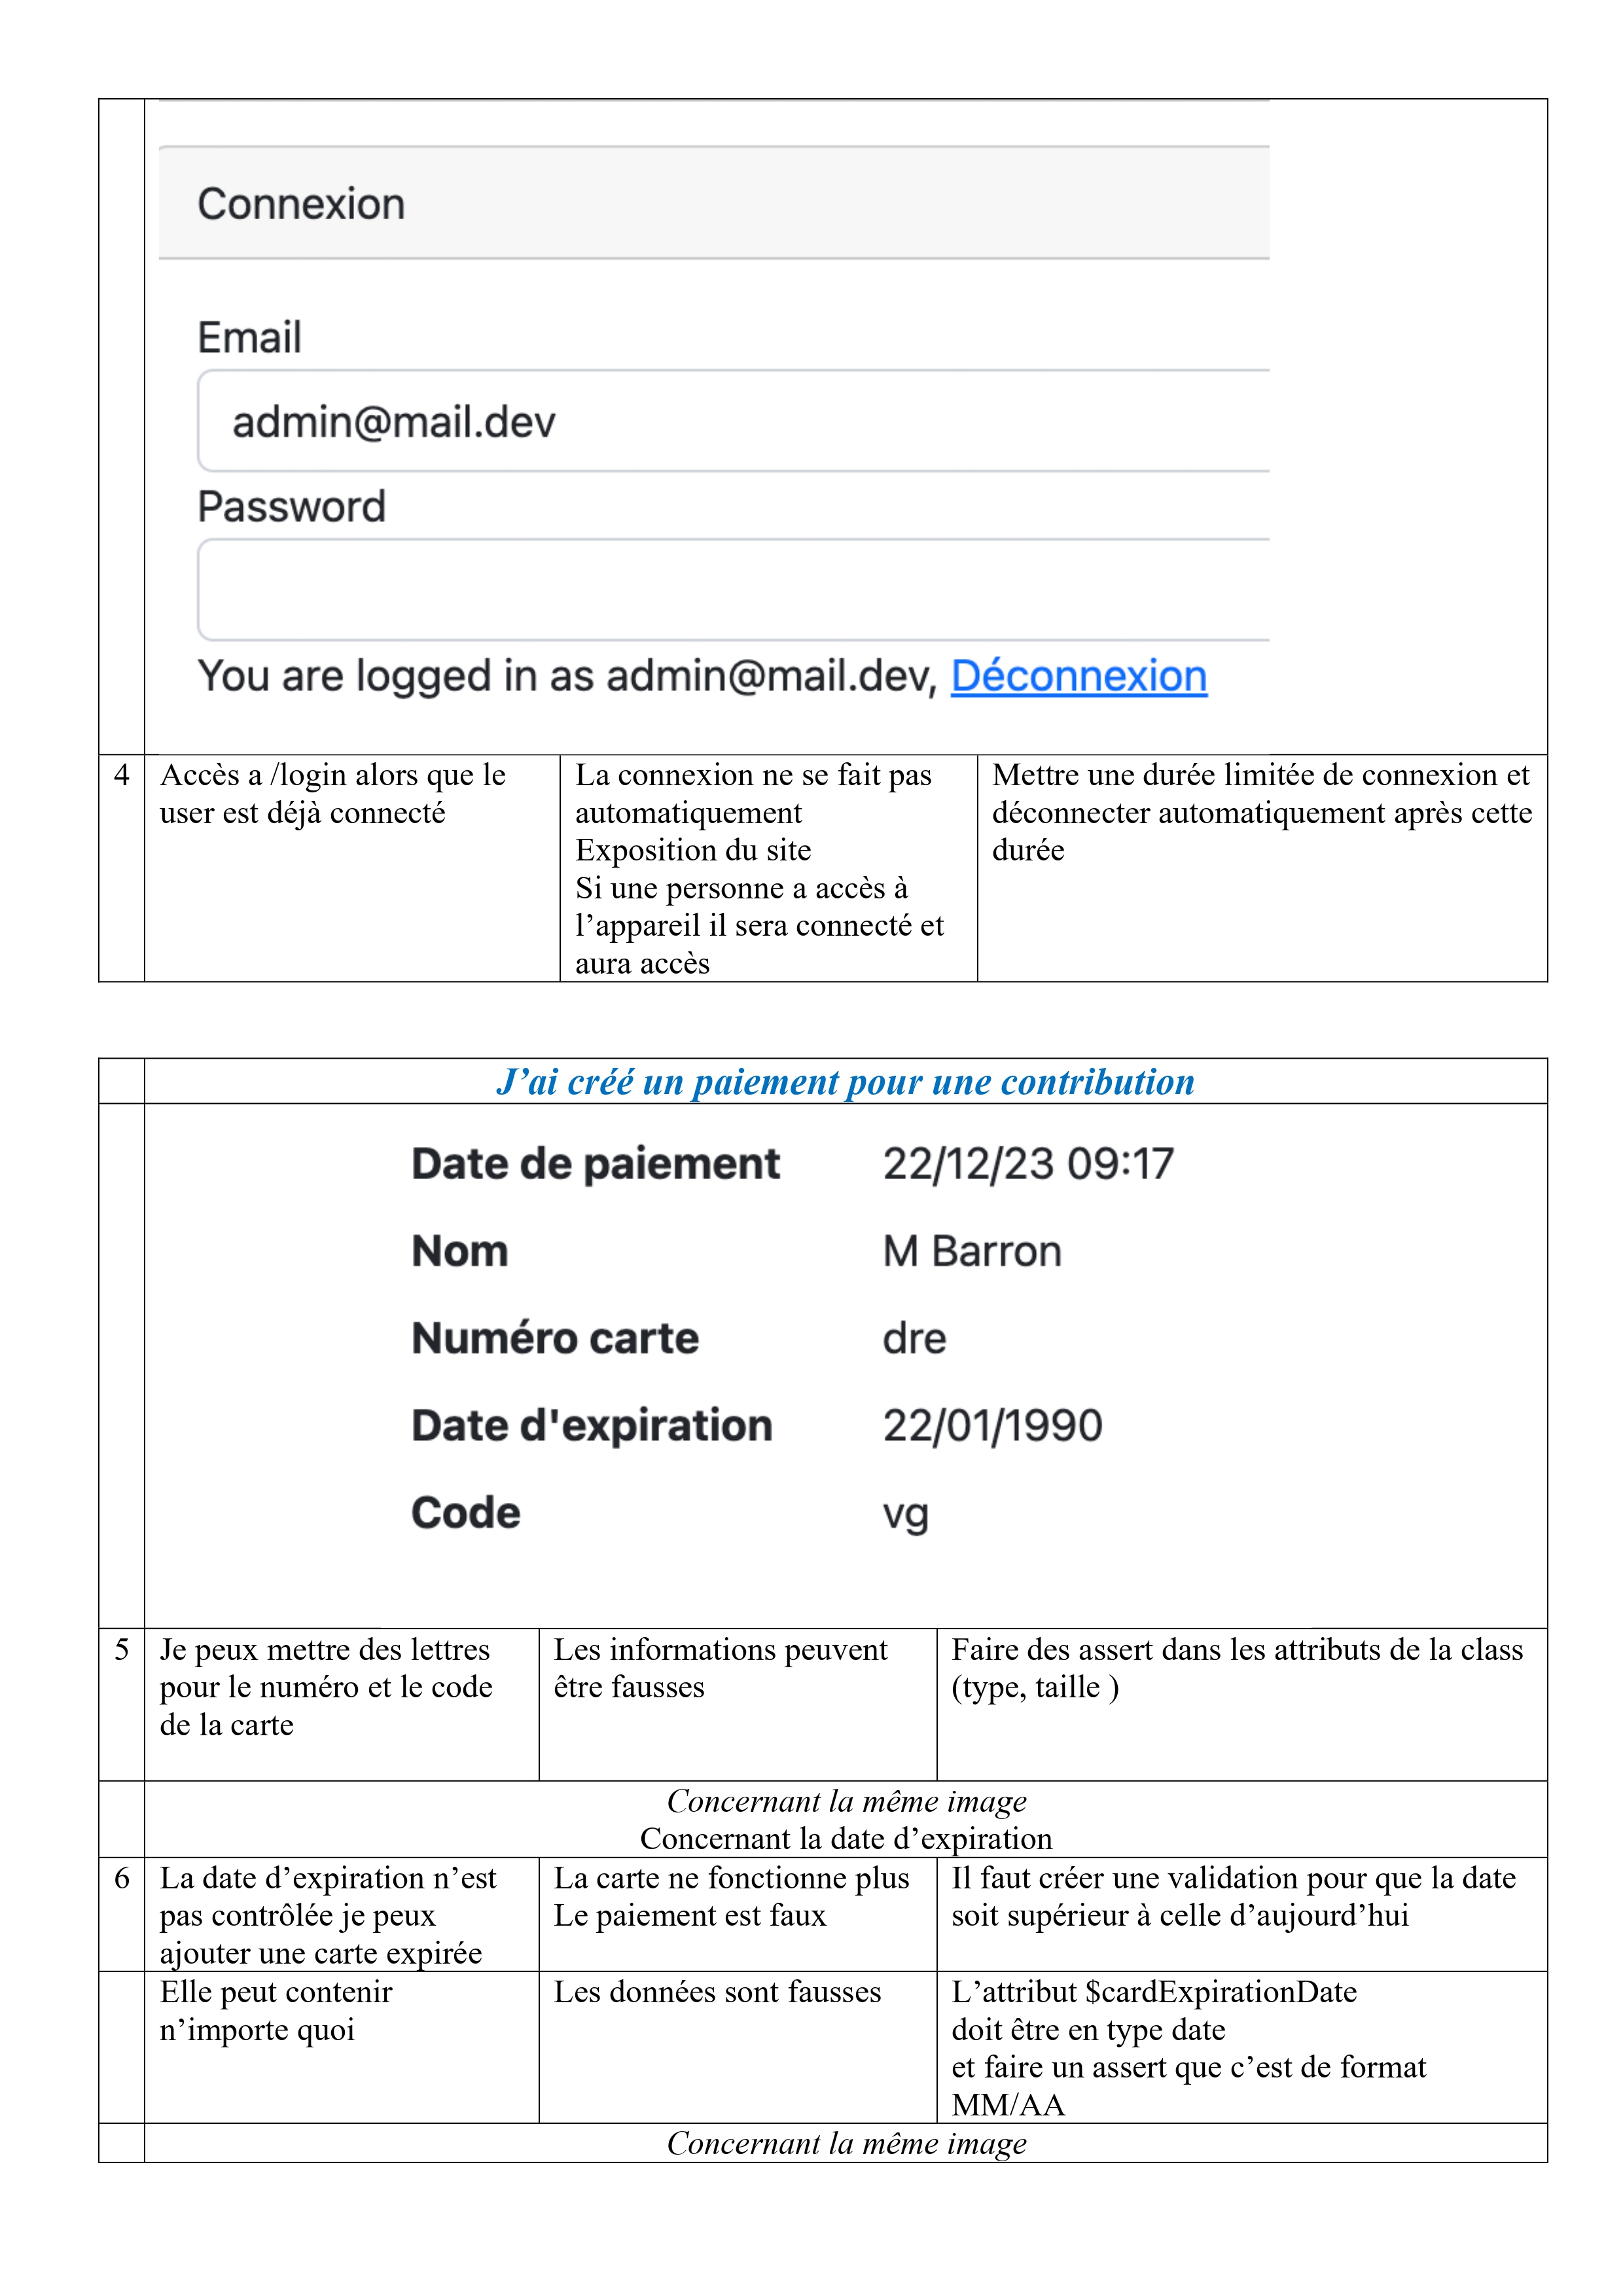 Connexion
Email
admin@mail.dev
Password
You are logged in as admin@mail.dev, Déconnexion
4
Accès a /login alors que le
user est déjà connecté
La connexion ne se fait pas
automatiquement
Exposition du site
Si une personne a accès à
l’appareil il sera connecté et
aura accès
Mettre une durée limitée de connexion et
déconnecter automatiquement après cette
durée
J’ai créé un paiement pour une contribution
Date de paiement 22/12/23 09:17
Nom M Barron
Numéro carte dre
Date d'expiration 22/01/1990
Code vg
5
Je peux mettre des lettres
pour le numéro et le code
de la carte
Les informations peuvent
être fausses
Faire des assert dans les attributs de la class
(type, taille )
Concernant la même image
Concernant la date d’expiration
6
La date d’expiration n’est
pas contrôlée je peux
ajouter une carte expirée
La carte ne fonctionne plus
Le paiement est faux
Il faut créer une validation pour que la date
soit supérieur à celle d’aujourd’hui
Elle peut contenir
n’importe quoi
Les données sont fausses
L’attribut $cardExpirationDate
doit être en type date
et faire un assert que c’est de format
MM/AA
Concernant la même image